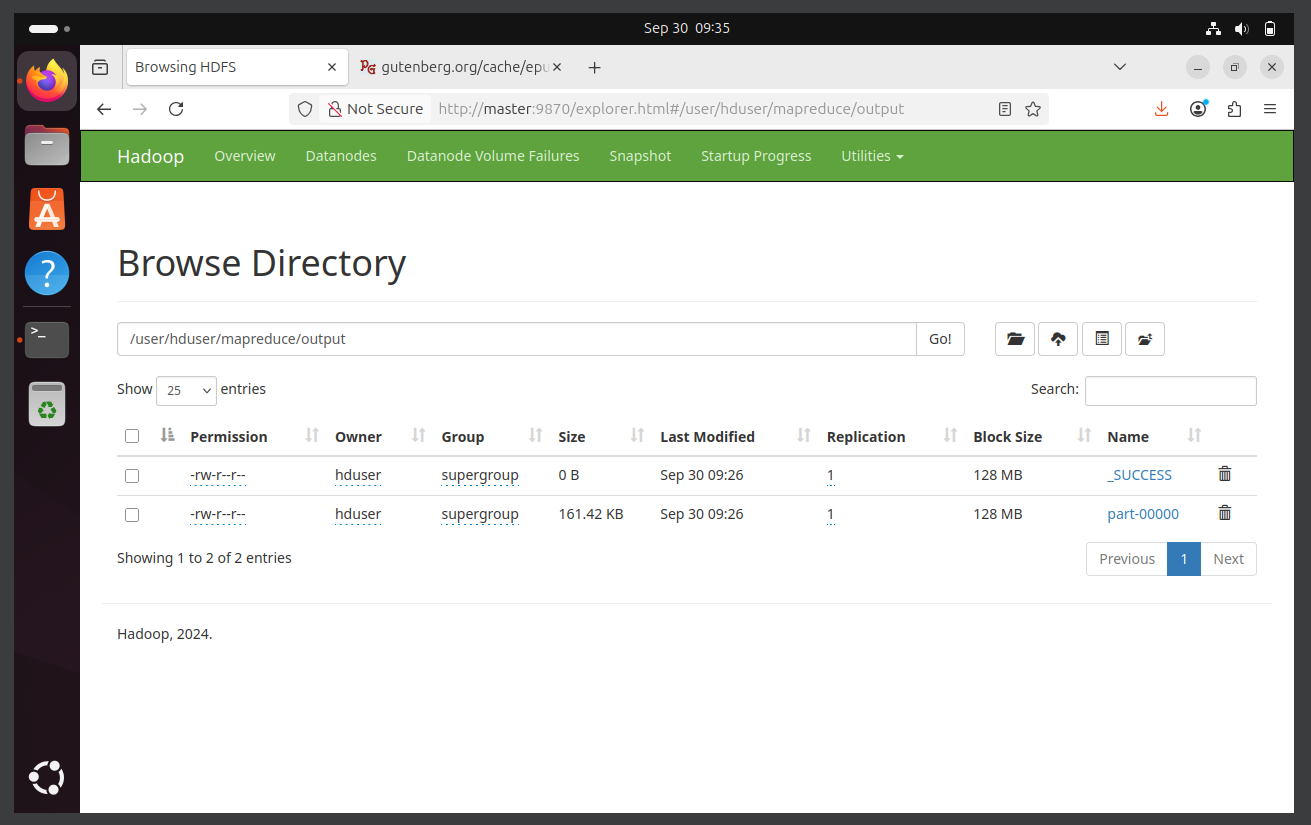 Sep 30 09:35
Browsing HDFS
gutenberg.org/cache/epu
Not Secure http://master:9870/explorer.html#/user/hduser/mapreduce/output
Hadoop Overview Datanodes Datanode Volume Failures Snapshot Startup Progress Utilities
Browse Directory
/user/hduser/mapreduce/output Go!
Show 25 entries Search:
Permission Owner Group Size Last Modified Replication Block Size Name
-rw-r--r-- hduser supergroup 0 B Sep 30 09:26 1 128 MB _SUCCESS
-rw-r--r-- hduser supergroup 161.42 KB Sep 30 09:26 1 128 MB part-00000
Showing 1 to 2 of 2 entries Previous 1 Next
Hadoop, 2024.